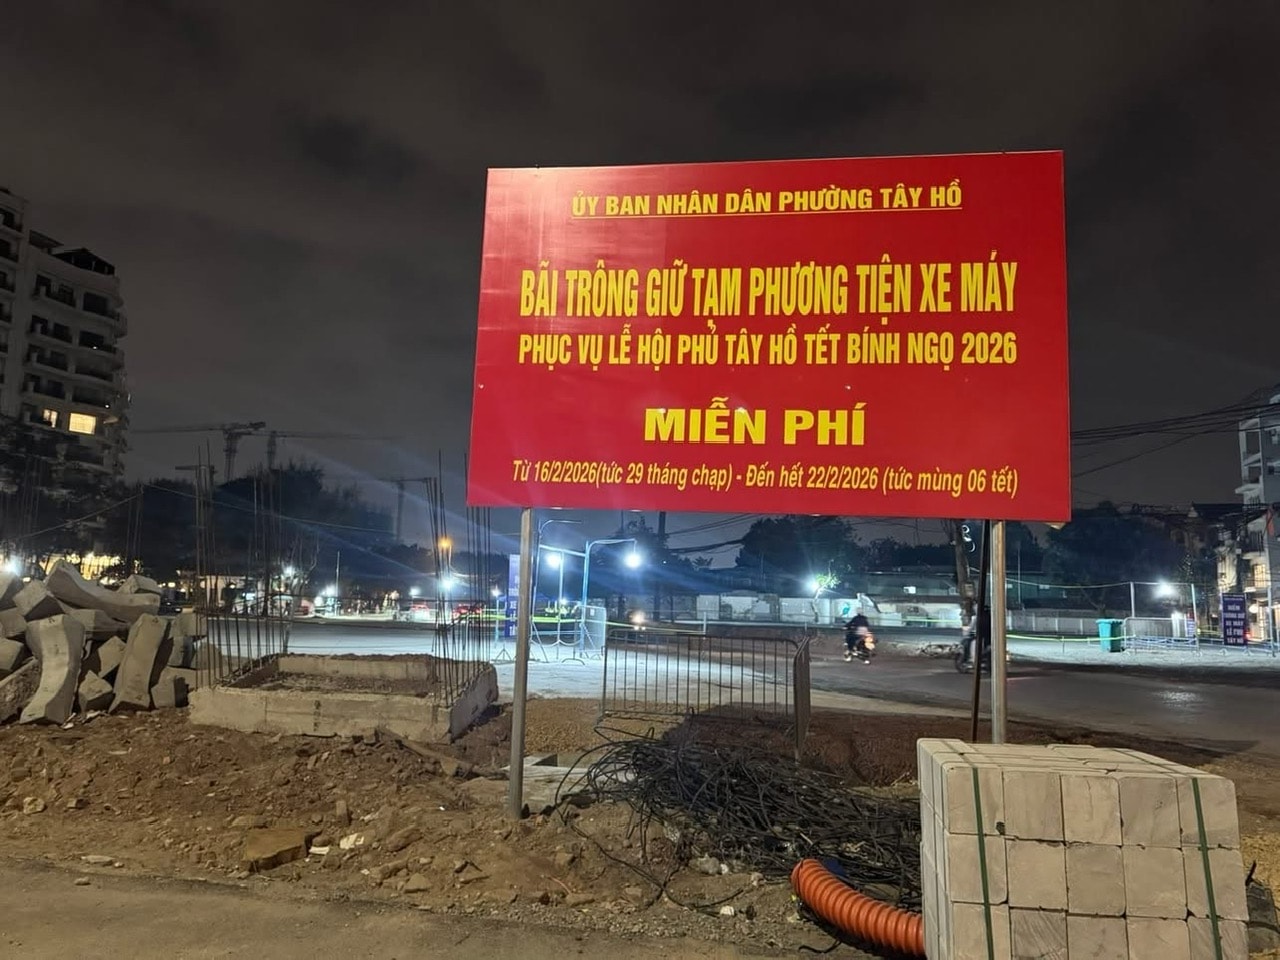 ỦY BAN NHÂN DÂN PHƯỜNG TÂY HỒ
BÃI TRÔNG GIỮ TẠM PHƯƠNG TIỆN XE MÁY
PHỤC VỤ LỄ HỘI PHỦ TÂY HỒ TẾT BÍNH NGỌ 2026
MIỄN PHÍ
Từ 16/2/2026(tức 29 tháng chạp) - Đến hết 22/2/2026 (tức mùng 06 tết)